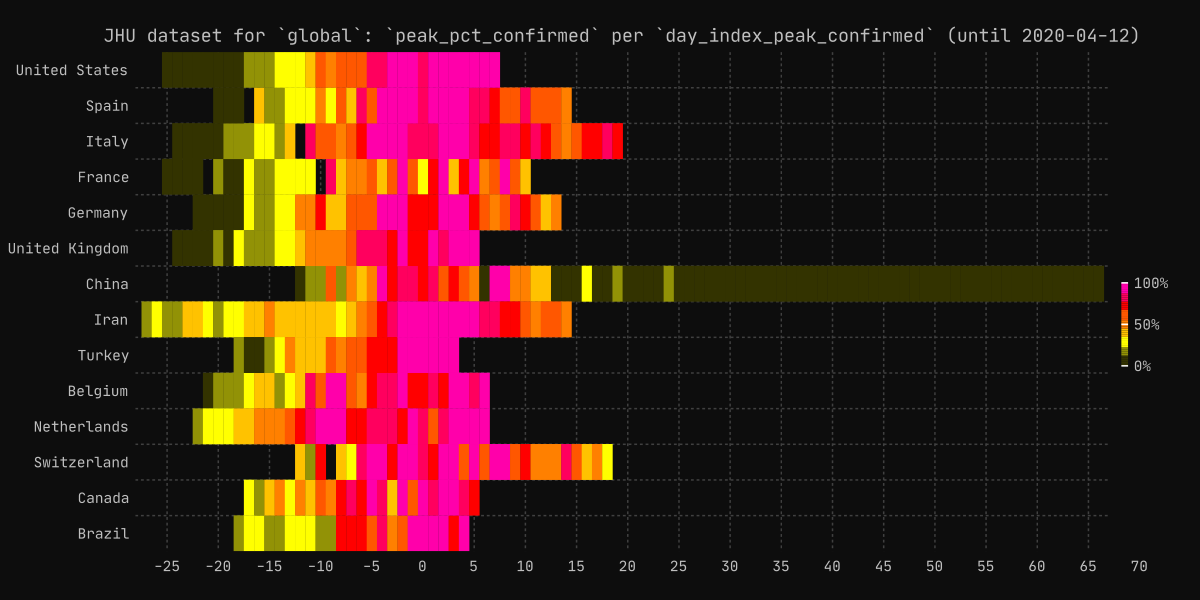 JHU dataset for `global`: `peak_pct_confirmed` per `day_index_peak_confirmed` (until 2020-04-12)
United States
Spain
Italy
France
Germany
United Kingdom
China
Iran
Turkey
Belgium
Netherlands
Switzerland
Canada
Brazil
100%
50%
0%
-25 -20 -15 -10 -5 0 5 10 15 20 25 30 35 40 45 50 55 60 65 70